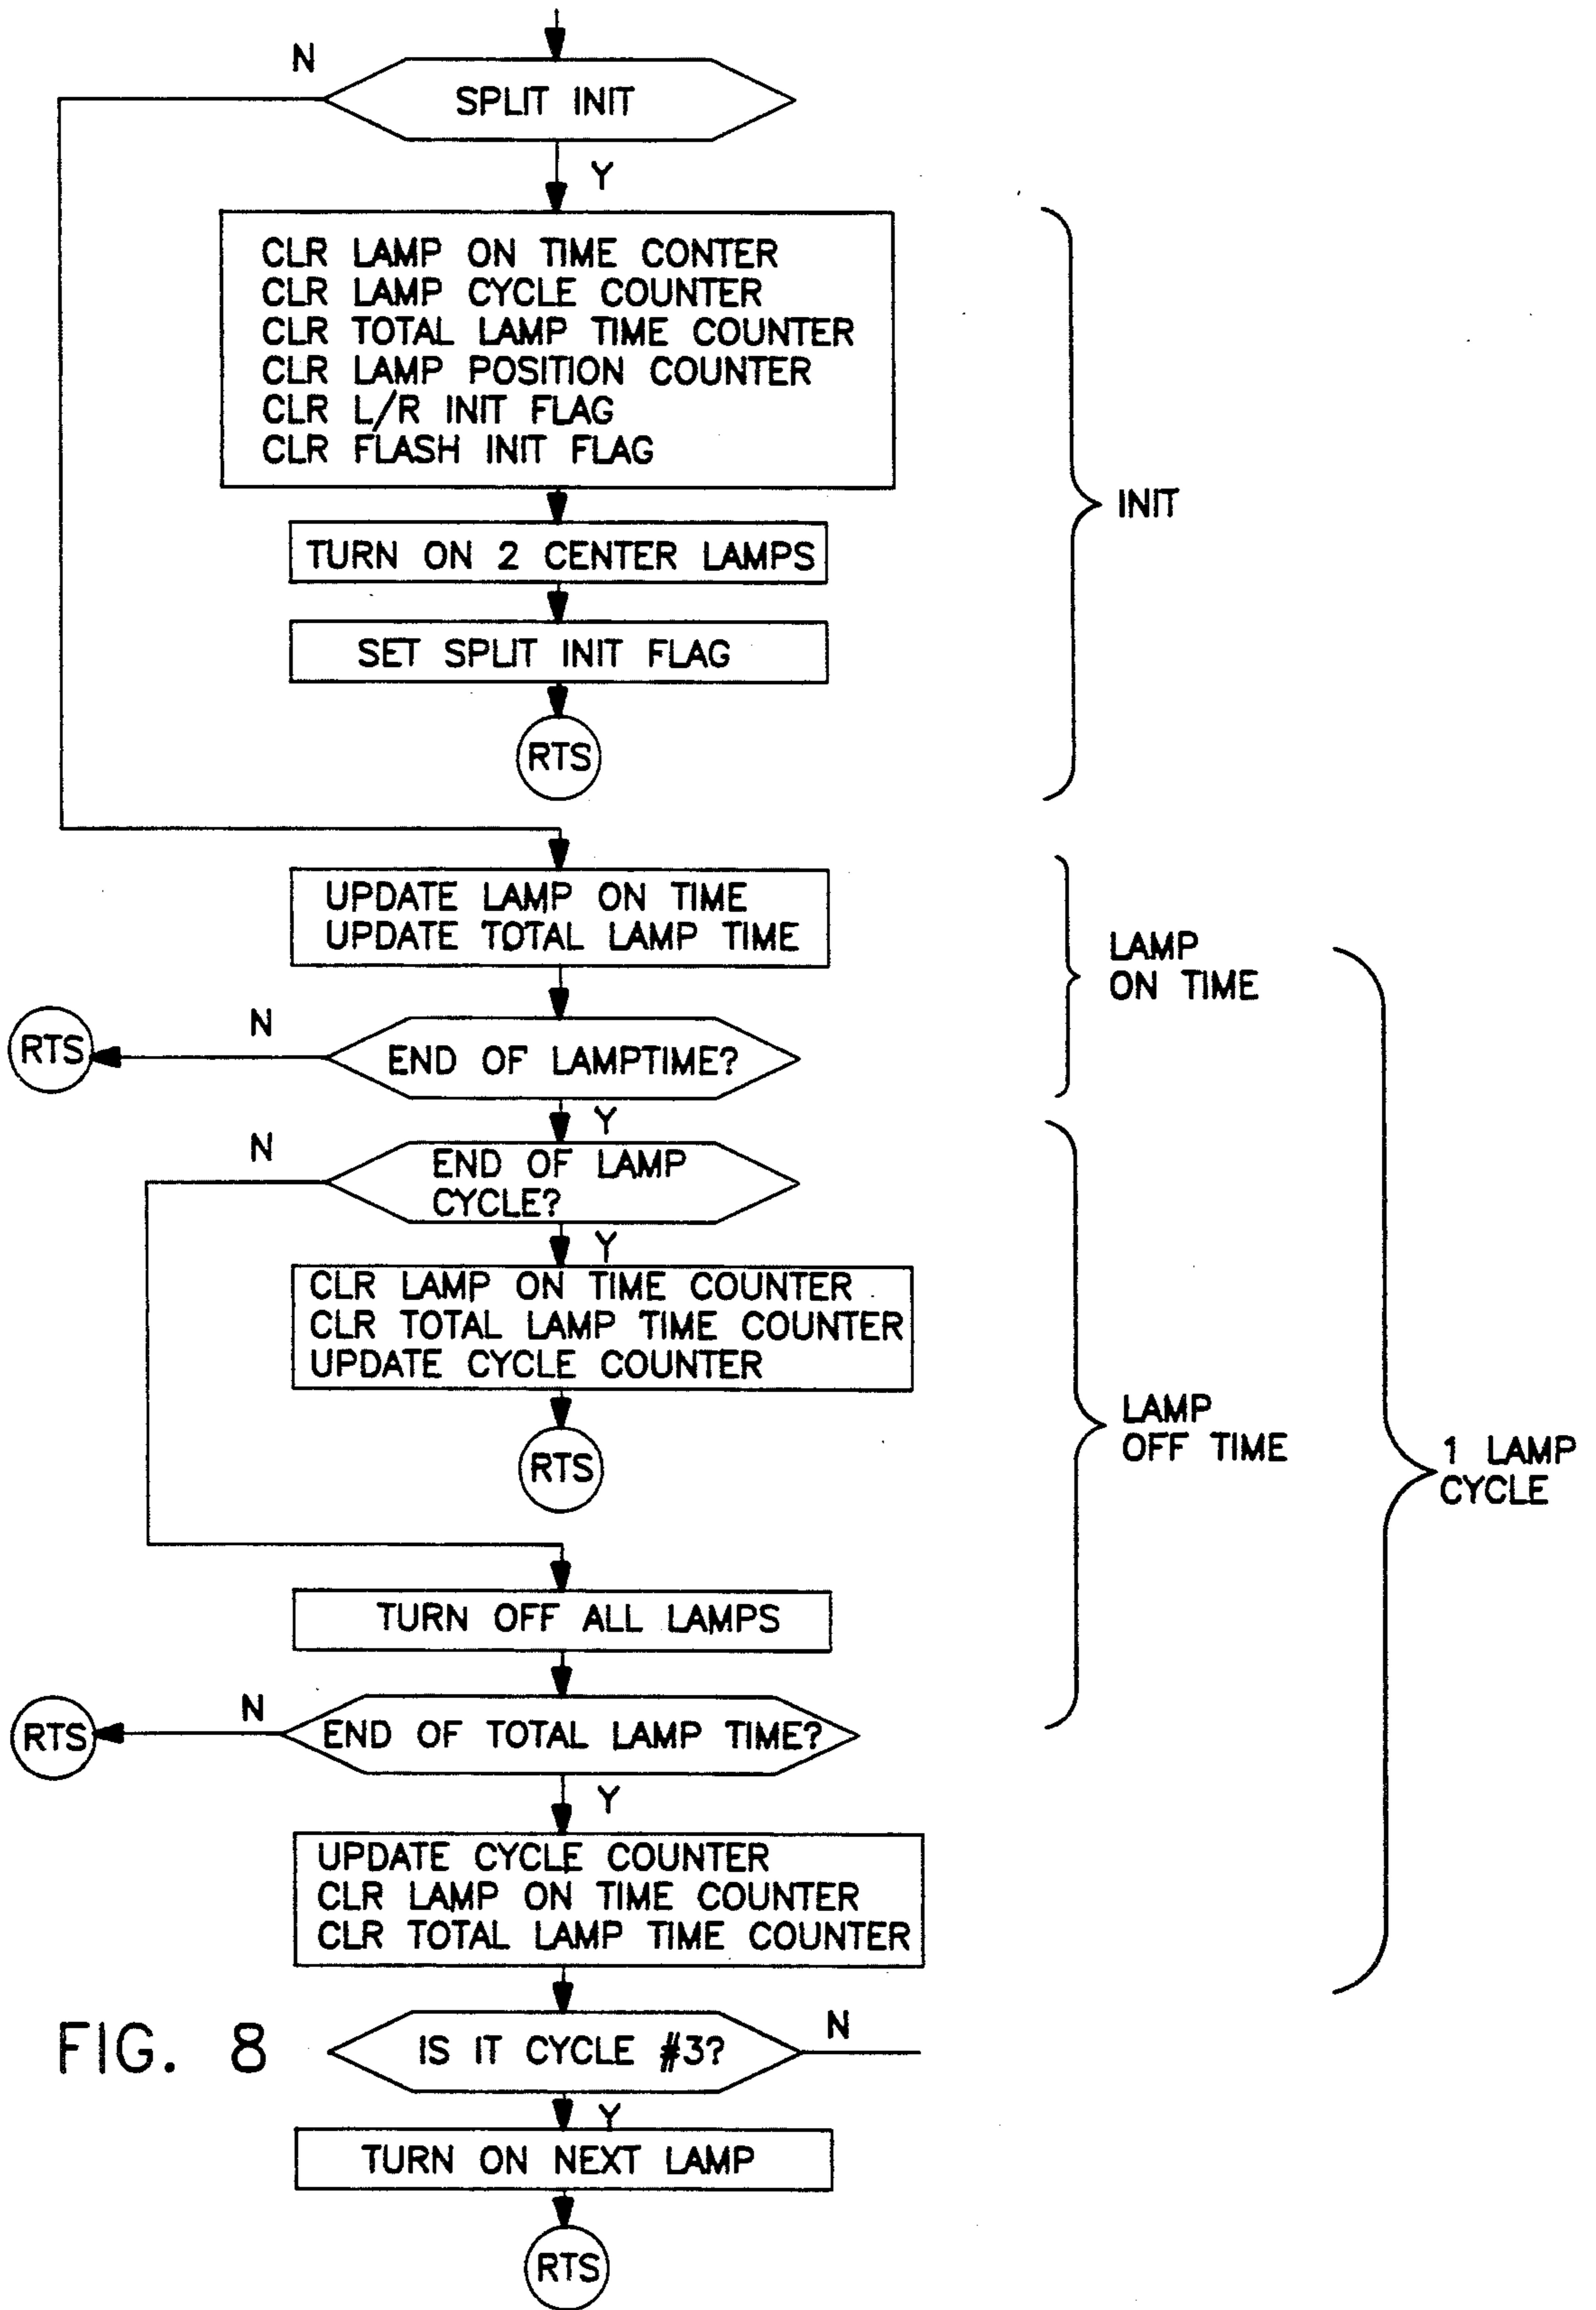 N
SPLIT INIT
Y
CLR LAMP ON TIME CONTER
CLR LAMP CYCLE COUNTER
CLR TOTAL LAMP TIME COUNTER
CLR LAMP POSITION COUNTER
CLR L/R INIT FLAG
CLR FLASH INIT FLAG
INIT
TURN ON 2 CENTER LAMPS
SET SPLIT INIT FLAG
RTS
UPDATE LAMP ON TIME
UPDATE TOTAL LAMP TIME
LAMP
ON TIME
N
RTS
END OF LAMPTIME?
Y
N
END OF LAMP
CYCLE?
Y
CLR LAMP ON TIME COUNTER
CLR TOTAL LAMP TIME COUNTER
UPDATE CYCLE COUNTER
LAMP
OFF TIME
1 LAMP
CYCLE
RTS
TURN OFF ALL LAMPS
N
RTS
END OF TOTAL LAMP TIME?
Y
UPDATE CYCLE COUNTER
CLR LAMP ON TIME COUNTER
CLR TOTAL LAMP TIME COUNTER
FIG. 8
IS IT CYCLE #3?
N
Y
TURN ON NEXT LAMP
RTS